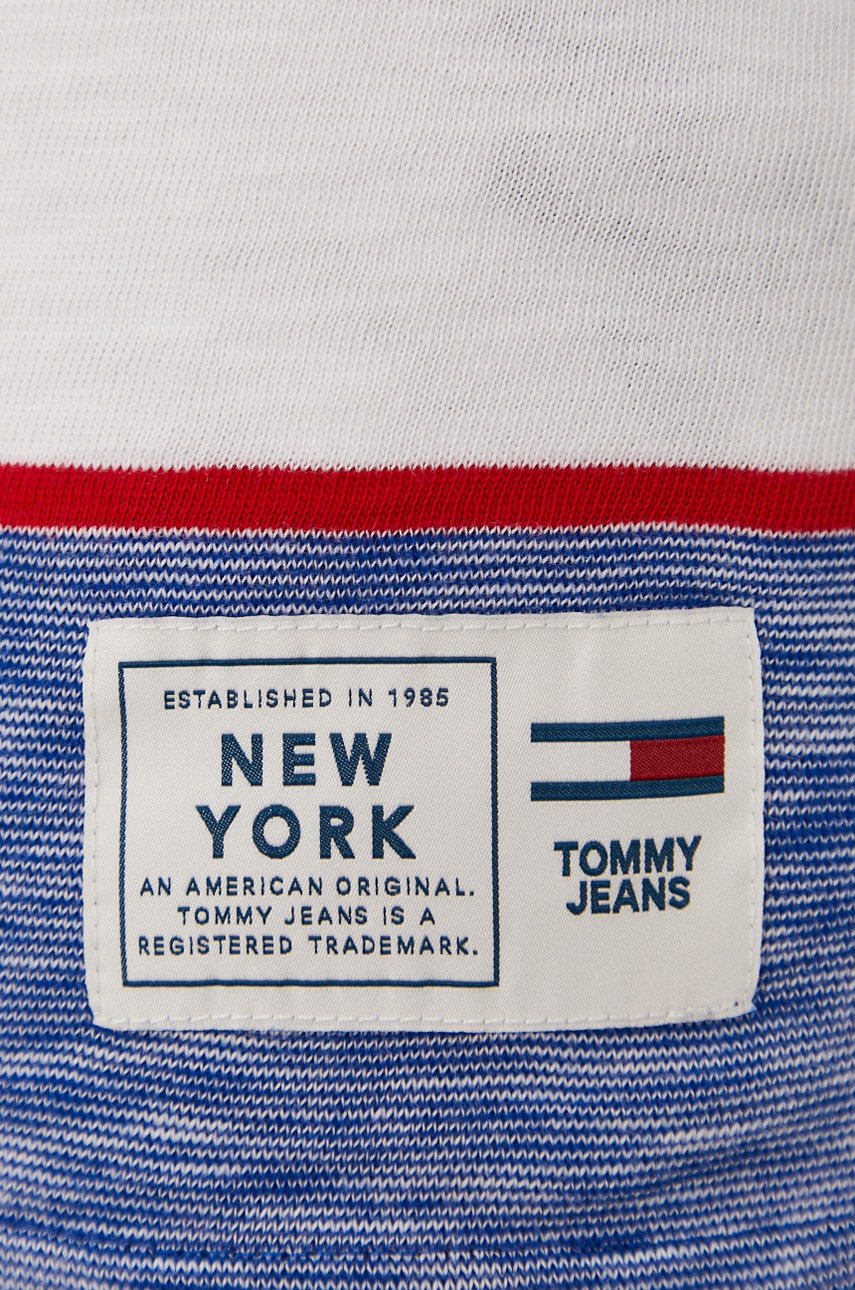 ESTABLISHED IN 1985
NEW
YORK
AN AMERICAN ORIGINAL.
TOMMY JEANS IS A
REGISTERED TRADEMARK.
TOMMY
JEANS